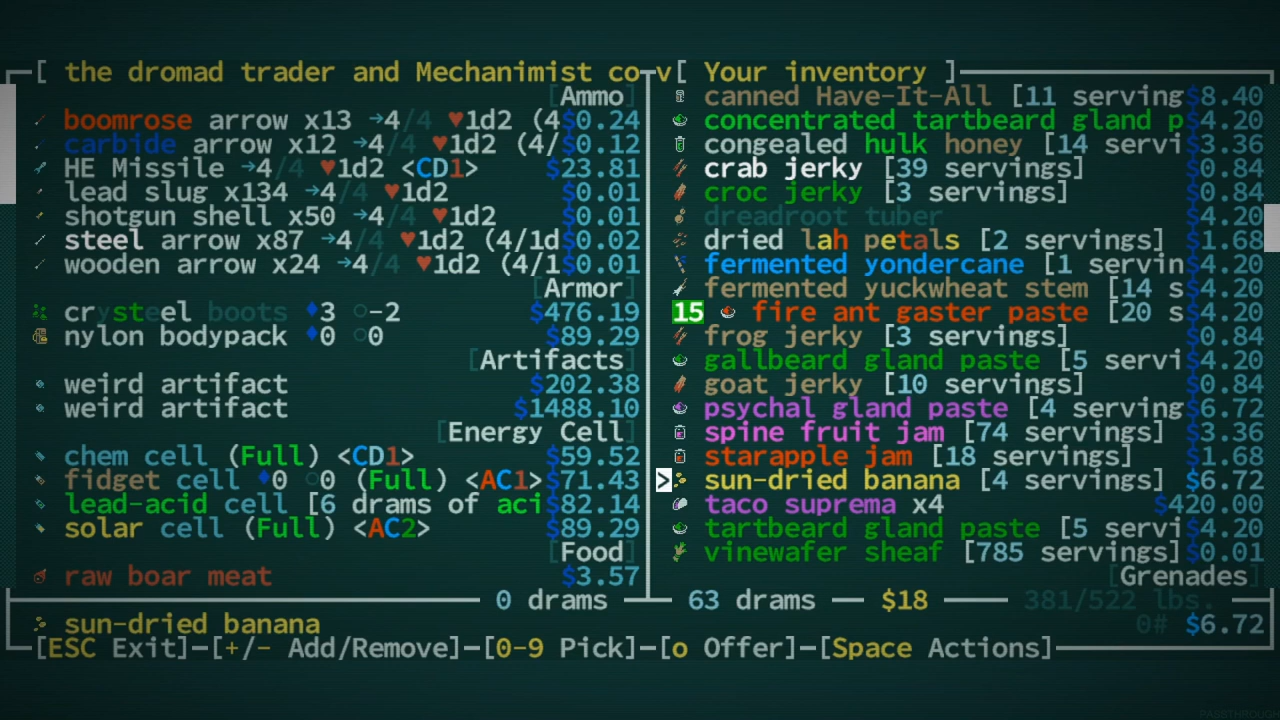 [ the dromad trader and Mechanimist co
[Ammo]
boomrose arrow x13 →4/4 ♥1d2 (4 $0.24
carbide arrow x12 →4/4 ♥1d2 (4/ $0.12
HE Missile →4/4 ♥1d2 <CD1> $23.81
lead slug x134 →4/4 ♥1d2 $0.01
shotgun shell x50 →4/4 ♥1d2 $0.01
steel arrow x87 →4/4 ♥1d2 (4/1d $0.02
wooden arrow x24 →4/4 ♥1d2 (4/1 $0.01
[Armor]
crysteel boots ♦3 ○-2 $476.19
nylon bodypack ♦0 ○0 $89.29
[Artifacts]
weird artifact $202.38
weird artifact $1488.10
[Energy Cell]
chem cell (Full) <CD1> $59.52
fidget cell ♦0 ○0 (Full) <AC1> $71.43
lead-acid cell [6 drams of aci $82.14
solar cell (Full) <AC2> $89.29
[Food]
raw boar meat $3.57
0 drams
v[ Your inventory ]
canned Have-It-All [11 serving $8.40
concentrated tartbeard gland p $4.20
congealed hulk honey [14 servi $3.36
crab jerky [39 servings] $0.84
croc jerky [3 servings] $0.84
dreadroot tuber $4.20
dried lah petals [2 servings] $1.68
fermented yondercane [1 servin $4.20
fermented yuckwheat stem [14 s $4.20
15 fire ant gaster paste [20 s $4.20
frog jerky [3 servings] $0.84
gallbeard gland paste [5 servi $4.20
goat jerky [10 servings] $0.84
psychal gland paste [4 serving $6.72
spine fruit jam [74 servings] $3.36
starapple jam [18 servings] $1.68
> sun-dried banana [4 servings] $6.72
taco suprema x4 $420.00
tartbeard gland paste [5 servi $4.20
vinewafer sheaf [785 servings] $0.01
[Grenades]
63 drams — $18 — 381/522 lbs.
sun-dried banana 0# $6.72
[ESC Exit]—[+/- Add/Remove]—[0-9 Pick]—[o Offer]—[Space Actions]